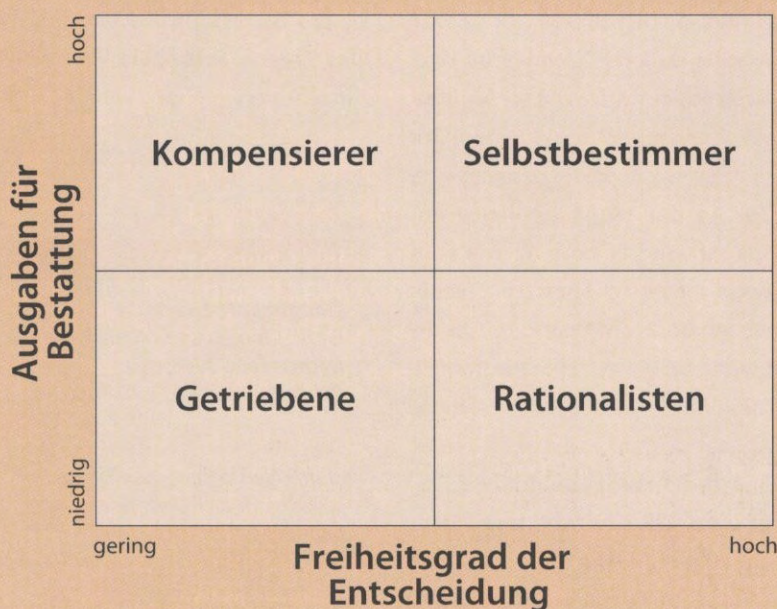 hoch
Kompensierer
Selbstbestimmer
Ausgaben für
Bestattung
Getriebene
Rationalisten
niedrig
gering
hoch
Freiheitsgrad der
Entscheidung